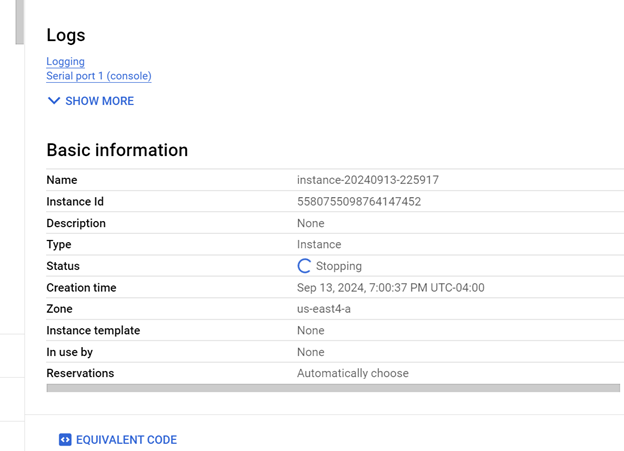 Logs
Logging
Serial port 1 (console)
SHOW MORE
Basic information
Name instance-20240913-225917
Instance Id 5580755098764147452
Description None
Type Instance
Status Stopping
Creation time Sep 13, 2024, 7:00:37 PM UTC-04:00
Zone us-east4-a
Instance template None
In use by None
Reservations Automatically choose
EQUIVALENT CODE